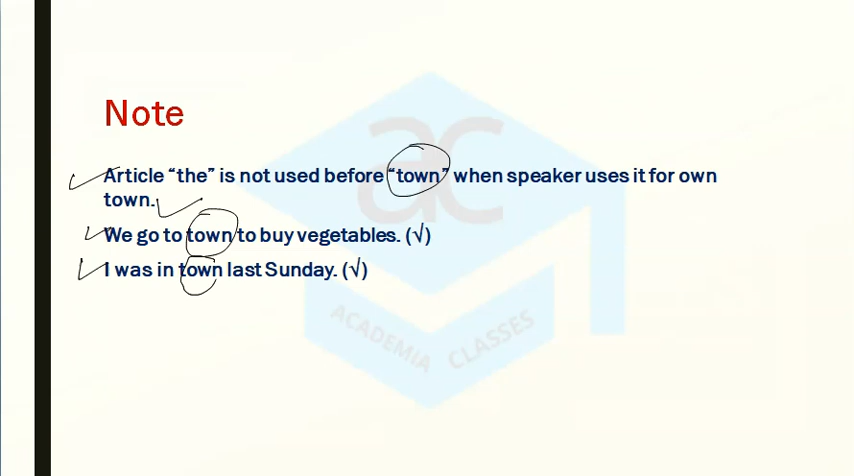 Note
Article “the” is not used before “town” when speaker uses it for own
town.
We go to town to buy vegetables. (√)
I was in town last Sunday. (√)
ac
ACADEMIA CLASSES